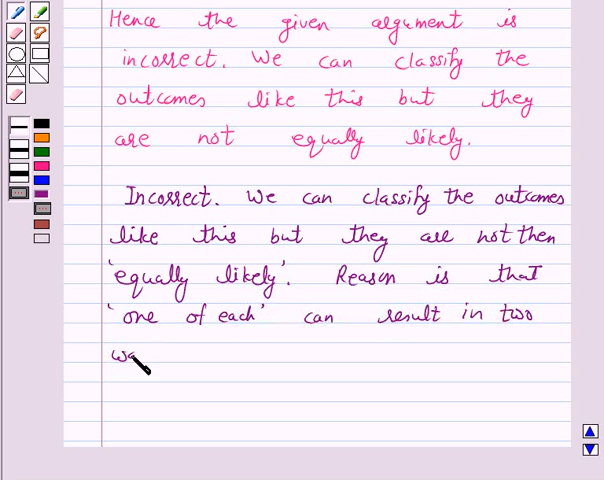 Hence the given argument is
incorrect. We can classify the
outcomes like this but they
are not equally likely.
Incorrect. We can classify the outcomes
like this but they are not then
'equally likely'. Reason is that
'one of each' can result in two
wa